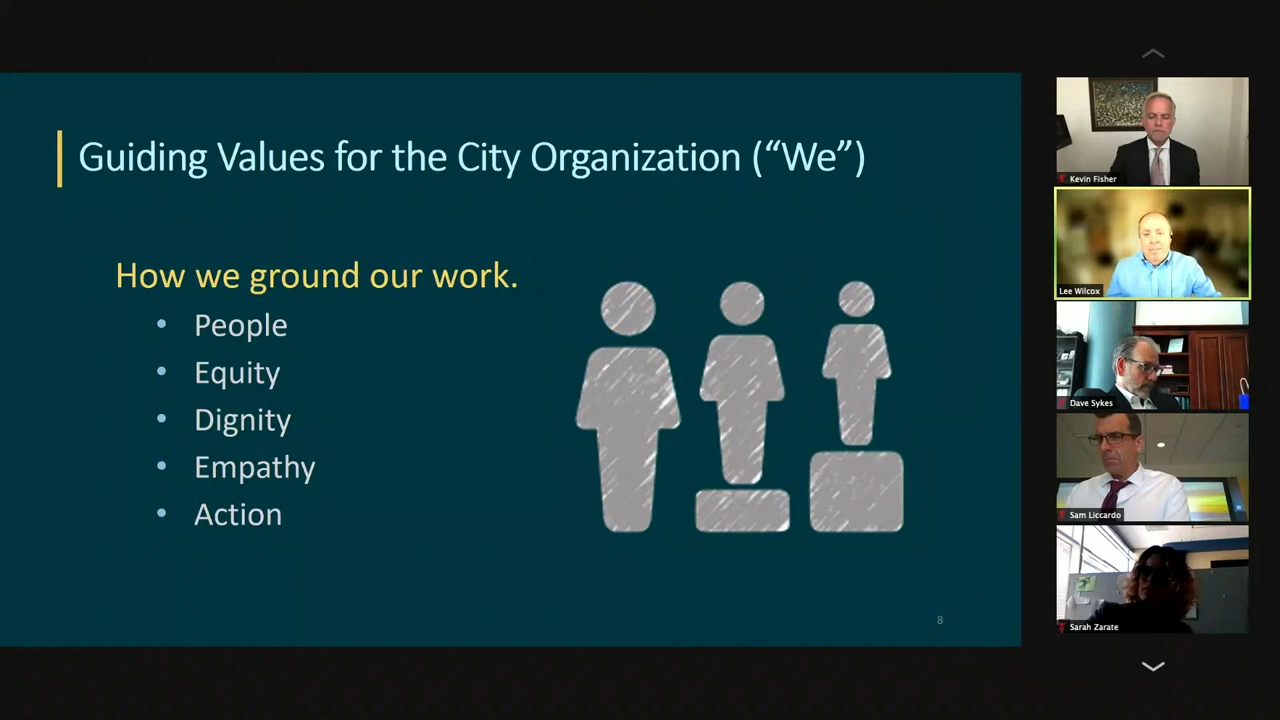 Guiding Values for the City Organization (“We”)
How we ground our work.
• People
• Equity
• Dignity
• Empathy
• Action
8
Kevin Fisher
Lee Wilcox
Dave Sykes
Sam Liccardo
Sarah Zarate